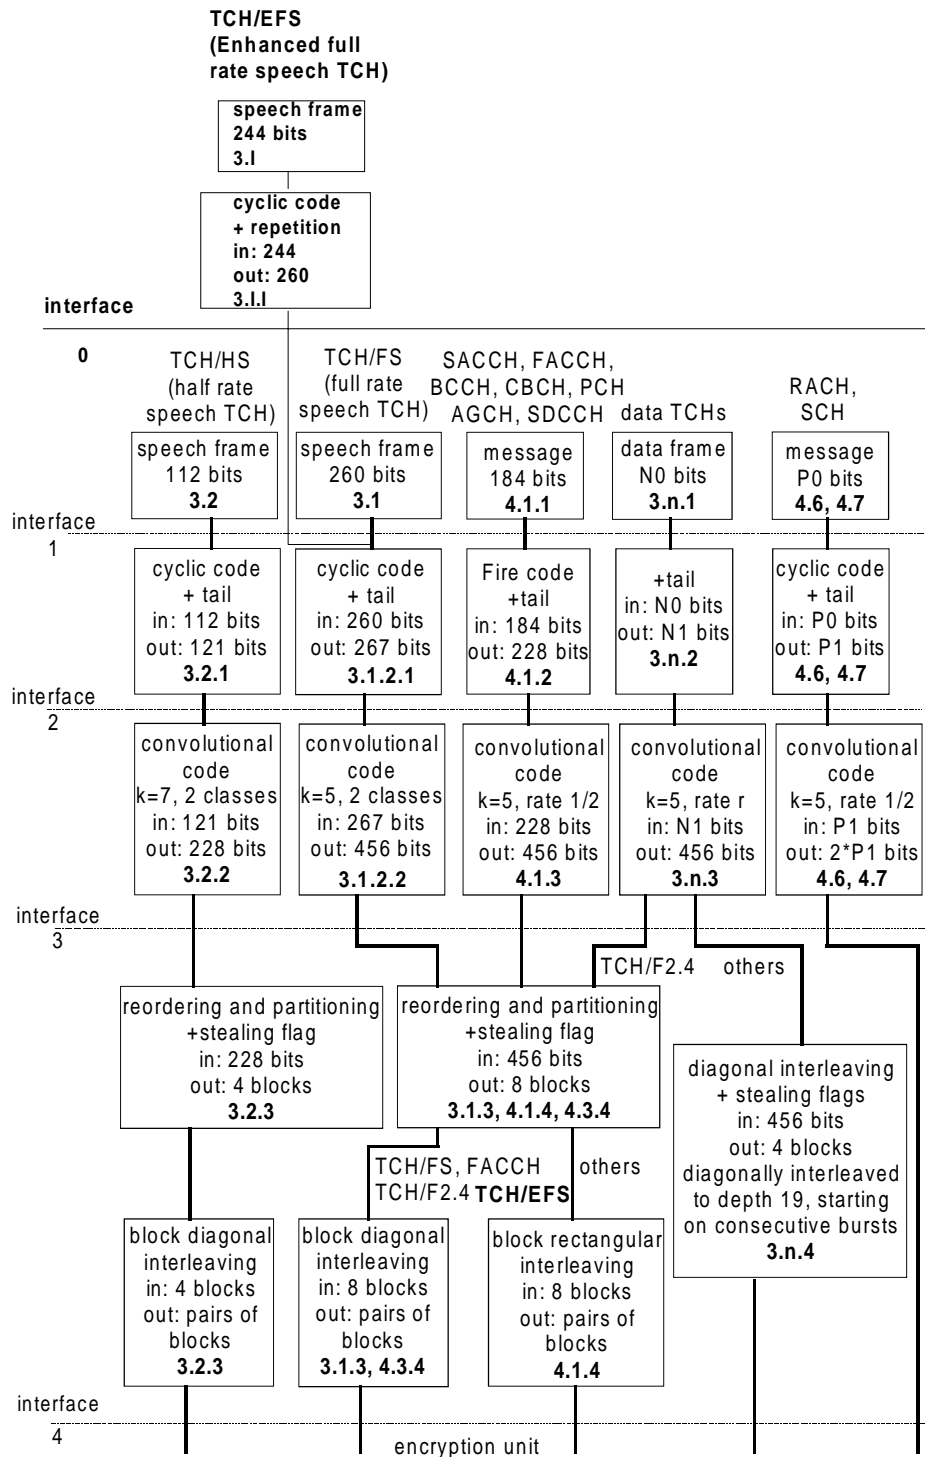 TCH/EFS
(Enhanced full
rate speech TCH)
speech frame
244 bits
3.I
cyclic code
+ repetition
in: 244
out: 260
3.I.I
interface
0
TCH/HS
(half rate
speech TCH)
TCH/FS
(full rate
speech TCH)
SACCH, FACCH,
BCCH, CBCH, PCH
AGCH, SDCCH
data TCHs
RACH,
SCH
speech frame
112 bits
3.2
speech frame
260 bits
3.1
message
184 bits
4.1.1
data frame
N0 bits
3.n.1
message
P0 bits
4.6, 4.7
interface
1
cyclic code
+ tail
in: 112 bits
out: 121 bits
3.2.1
cyclic code
+ tail
in: 260 bits
out: 267 bits
3.1.2.1
Fire code
+tail
in: 184 bits
out: 228 bits
4.1.2
+tail
in: N0 bits
out: N1 bits
3.n.2
cyclic code
+ tail
in: P0 bits
out: P1 bits
4.6, 4.7
interface
2
convolutional
code
k=7, 2 classes
in: 121 bits
out: 228 bits
3.2.2
convolutional
code
k=5, 2 classes
in: 267 bits
out: 456 bits
3.1.2.2
convolutional
code
k=5, rate 1/2
in: 228 bits
out: 456 bits
4.1.3
convolutional
code
k=5, rate r
in: N1 bits
out: 456 bits
3.n.3
convolutional
code
k=5, rate 1/2
in: P1 bits
out: 2*P1 bits
4.6, 4.7
interface
3
TCH/F2.4 others
reordering and partitioning
+stealing flag
in: 228 bits
out: 4 blocks
3.2.3
reordering and partitioning
+stealing flag
in: 456 bits
out: 8 blocks
3.1.3, 4.1.4, 4.3.4
diagonal interleaving
+ stealing flags
in: 456 bits
out: 4 blocks
diagonally interleaved
to depth 19, starting
on consecutive bursts
3.n.4
TCH/FS, FACCH
TCH/F2.4 TCH/EFS
others
block diagonal
interleaving
in: 4 blocks
out: pairs of
blocks
3.2.3
block diagonal
interleaving
in: 8 blocks
out: pairs of
blocks
3.1.3, 4.3.4
block rectangular
interleaving
in: 8 blocks
out: pairs of
blocks
4.1.4
interface
4
encryption unit